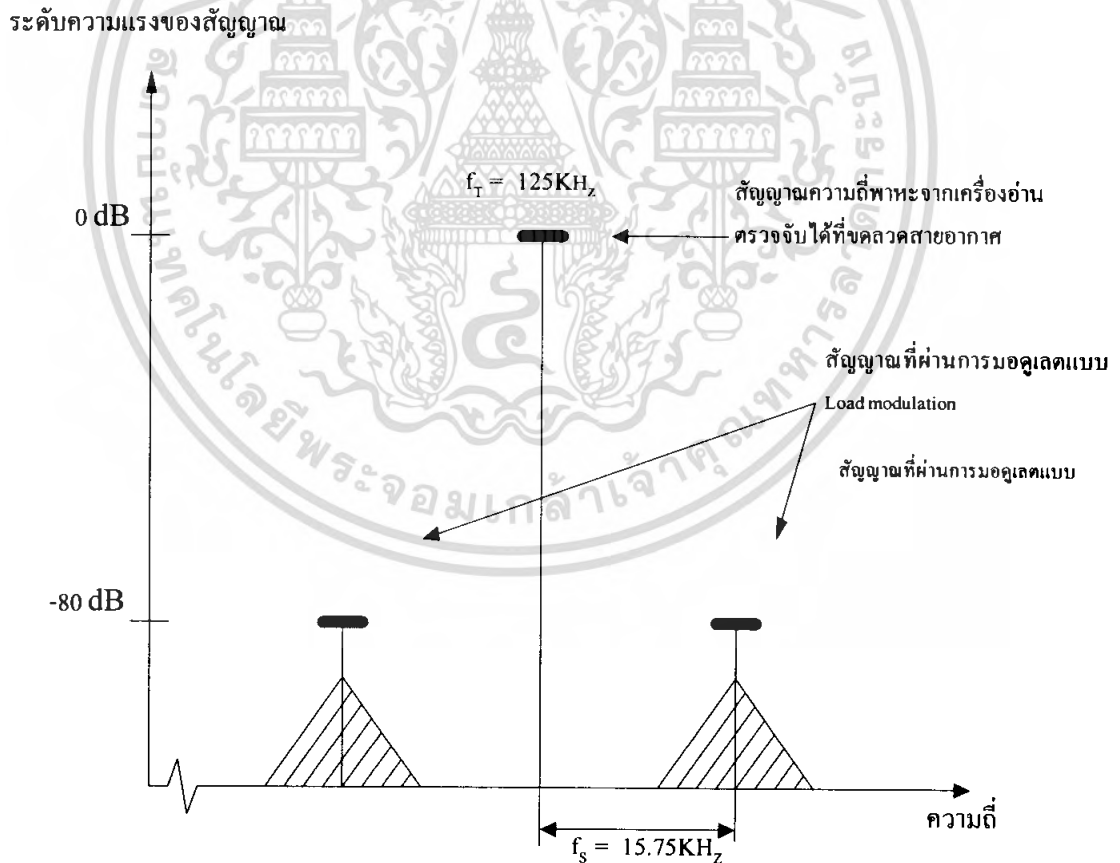 ระดับความแรงของสัญญาณ
f_T = 125KHz
0 dB
สัญญาณความถี่พาหะจากเครื่องอ่าน
ตรวจจับได้ที่ขดลวดสายอากาศ
สัญญาณที่ผ่านการมอดูเลตแบบ
Load modulation
สัญญาณที่ผ่านการมอดูเลตแบบ
-80 dB
ความถี่
f_S = 15.75KHz